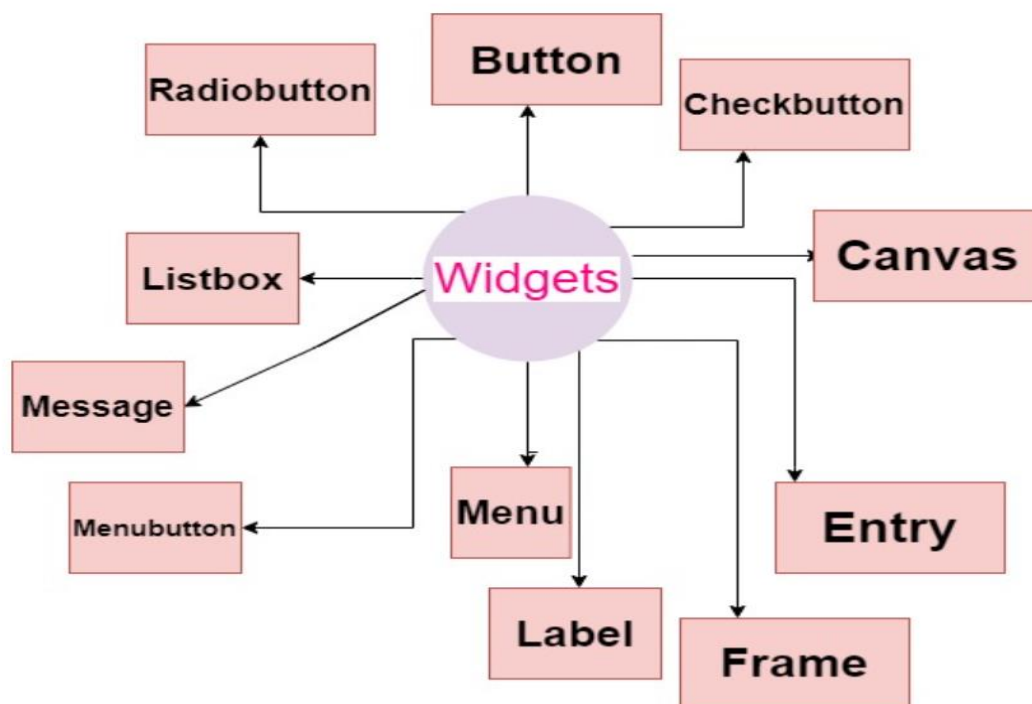 Button
Radiobutton
Checkbutton
Canvas
Widgets
Listbox
Message
Menu
Menubutton
Entry
Label
Frame